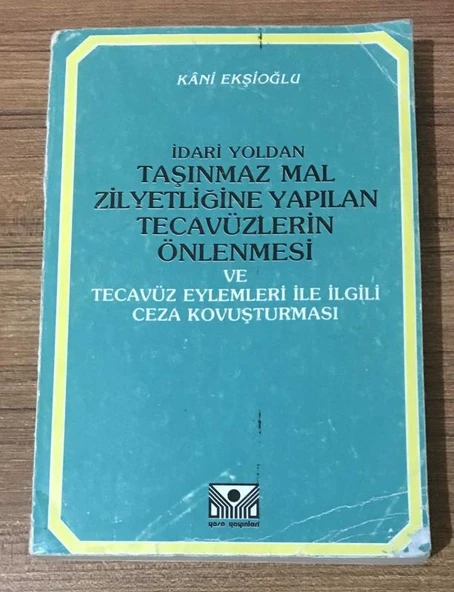 KÂNİ EKŞİOĞLU
İDARİ YOLDAN
TAŞINMAZ MAL
ZİLYETLİĞİNE YAPILAN
TECAVÜZLERİN
ÖNLENMESİ
VE
TECAVÜZ EYLEMLERİ İLE İLGİLİ
CEZA KOVUŞTURMASI
yasa yayınları